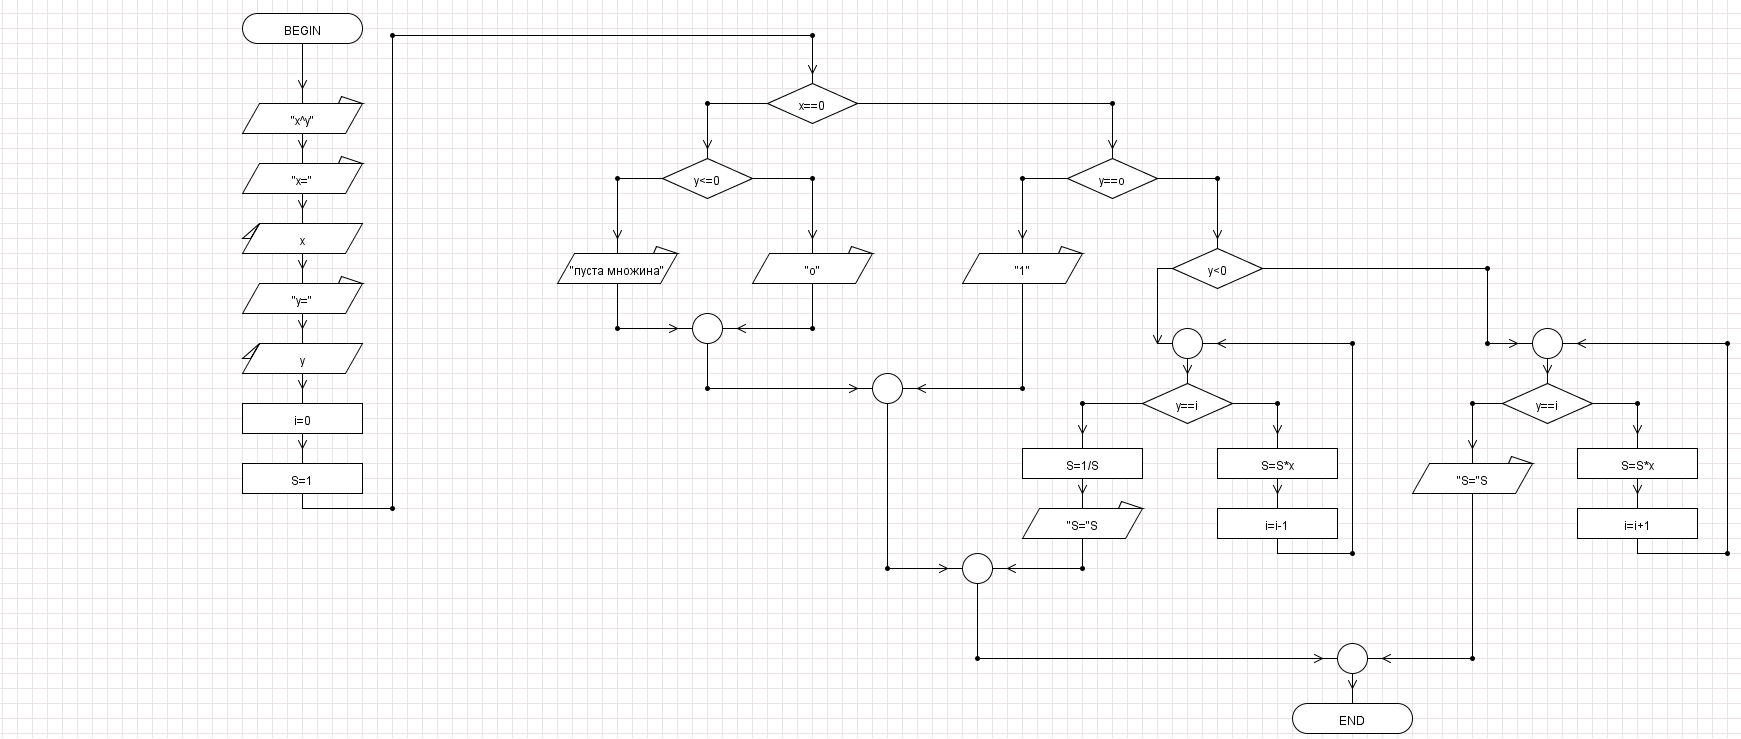 BEGIN
"x^y"
"x="
x
"y="
y
i=0
S=1
x==0
y<=0
y==o
"пуста множина"
"o"
"1"
y<0
y==i
S=1/S
S=S*x
"S="S
i=i-1
y==i
"S="S
S=S*x
i=i+1
END